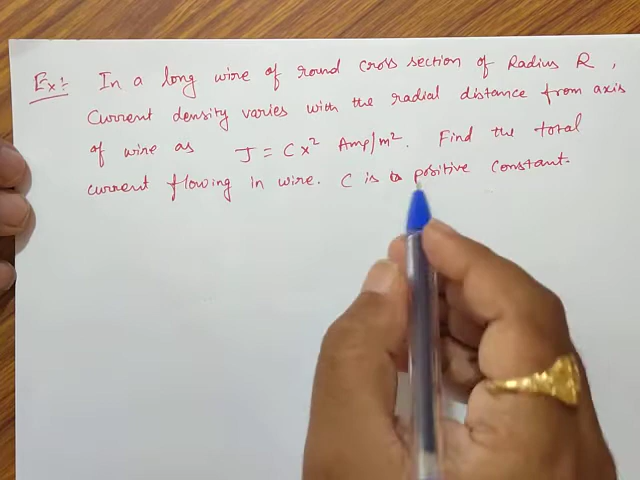 Ex: In a long wire of round cross section of Radius R,
Current density varies with the radial distance from axis
of wire as J = Cx² Amp/m². Find the total
current flowing in wire. C is a positive constant.